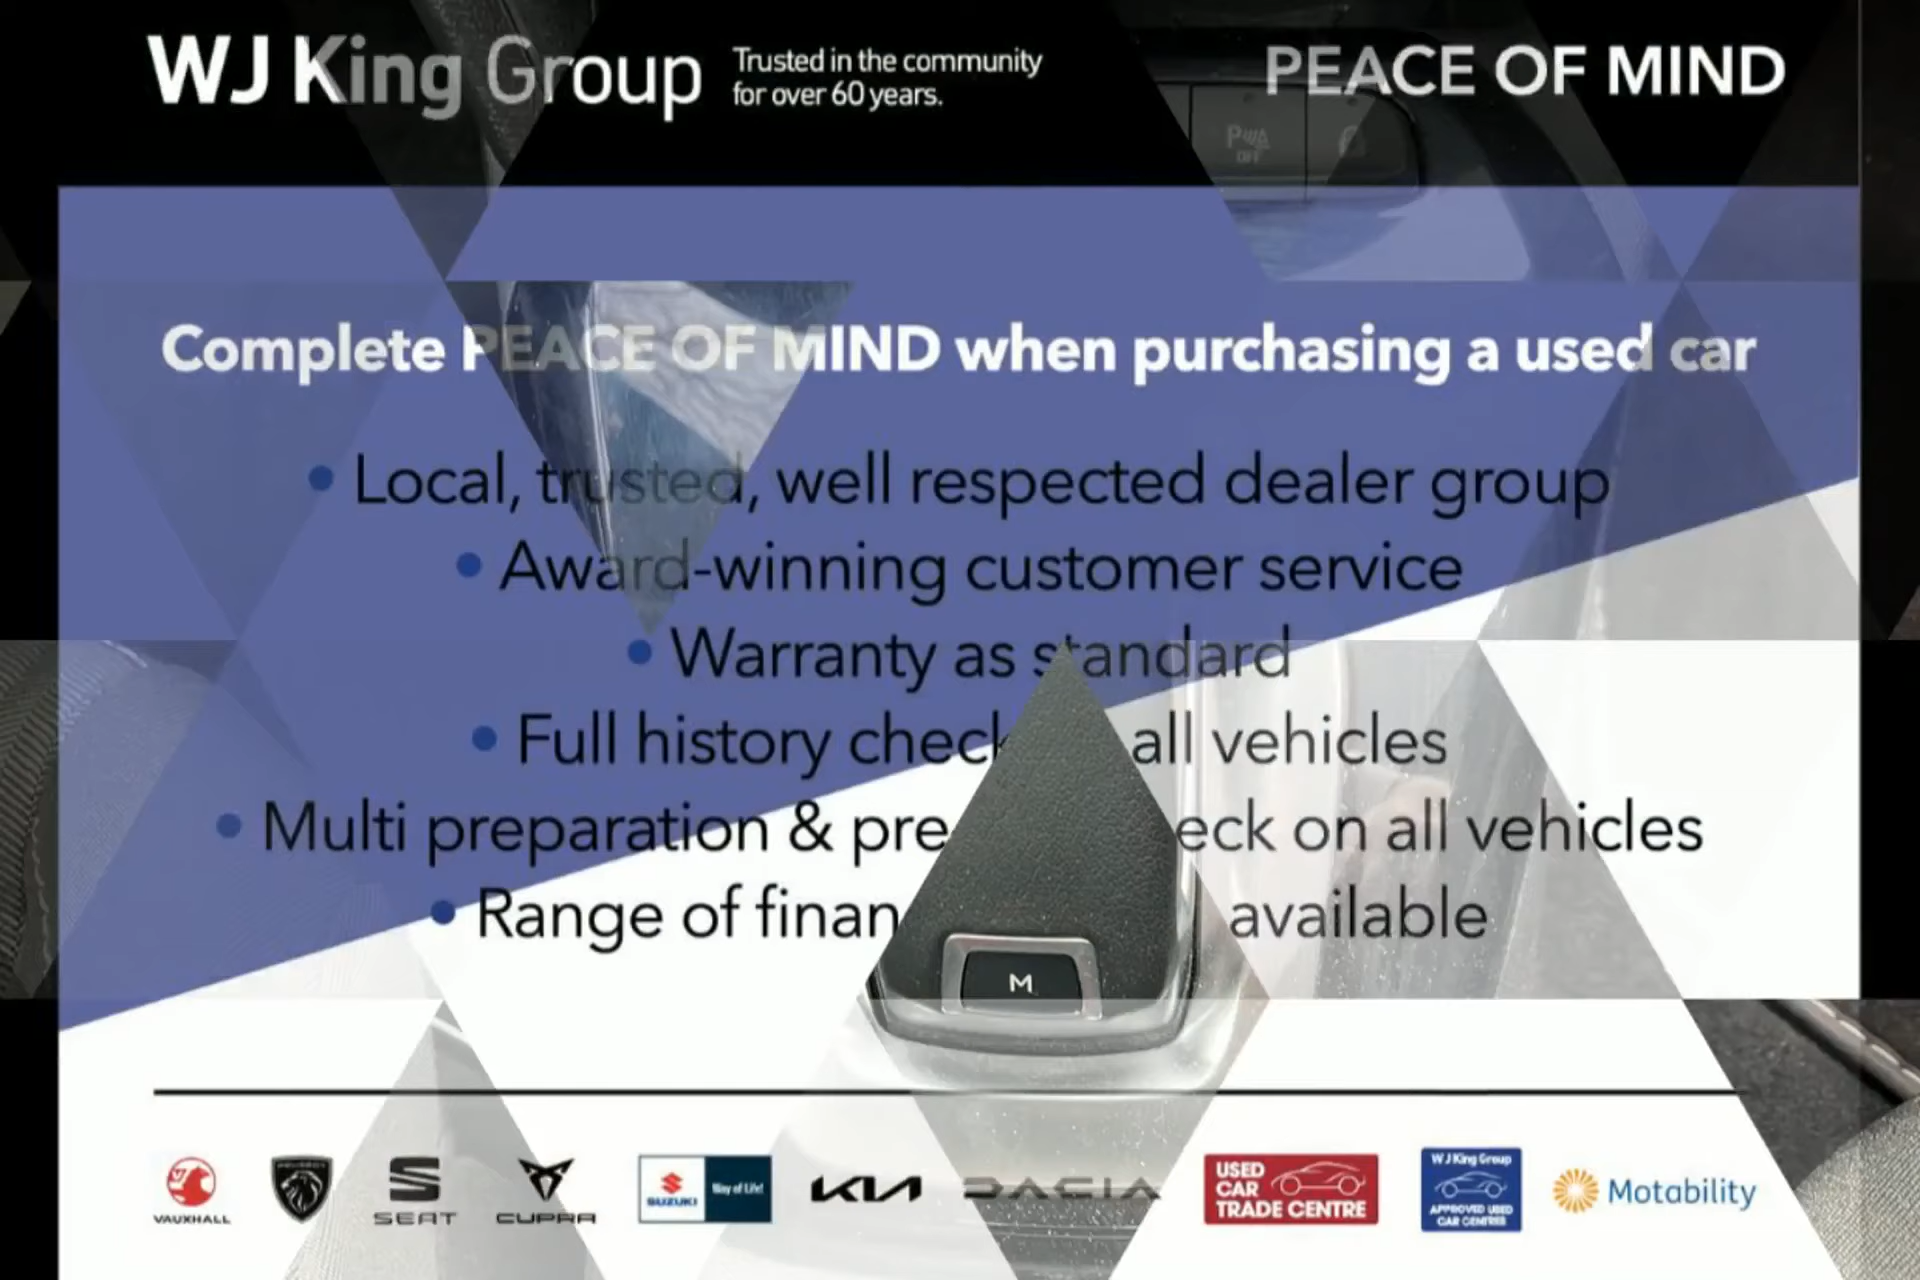 WJ King Group
Trusted in the community
for over 60 years.
PEACE OF MIND
P
OFF
Complete PEACE OF MIND when purchasing a used car
• Local, trusted, well respected dealer group
• Award-winning customer service
• Warranty as standard
• Full history check all vehicles
• Multi preparation & pre eck on all vehicles
• Range of finan available
M
VAUXHALL
PEUGEOT
SEAT
CUPRA
SUZUKI
Way of Life!
KIA
DACIA
USED
CAR
TRADE CENTRE
WJ King Group
APPROVED USED
CAR CENTRES
Motability